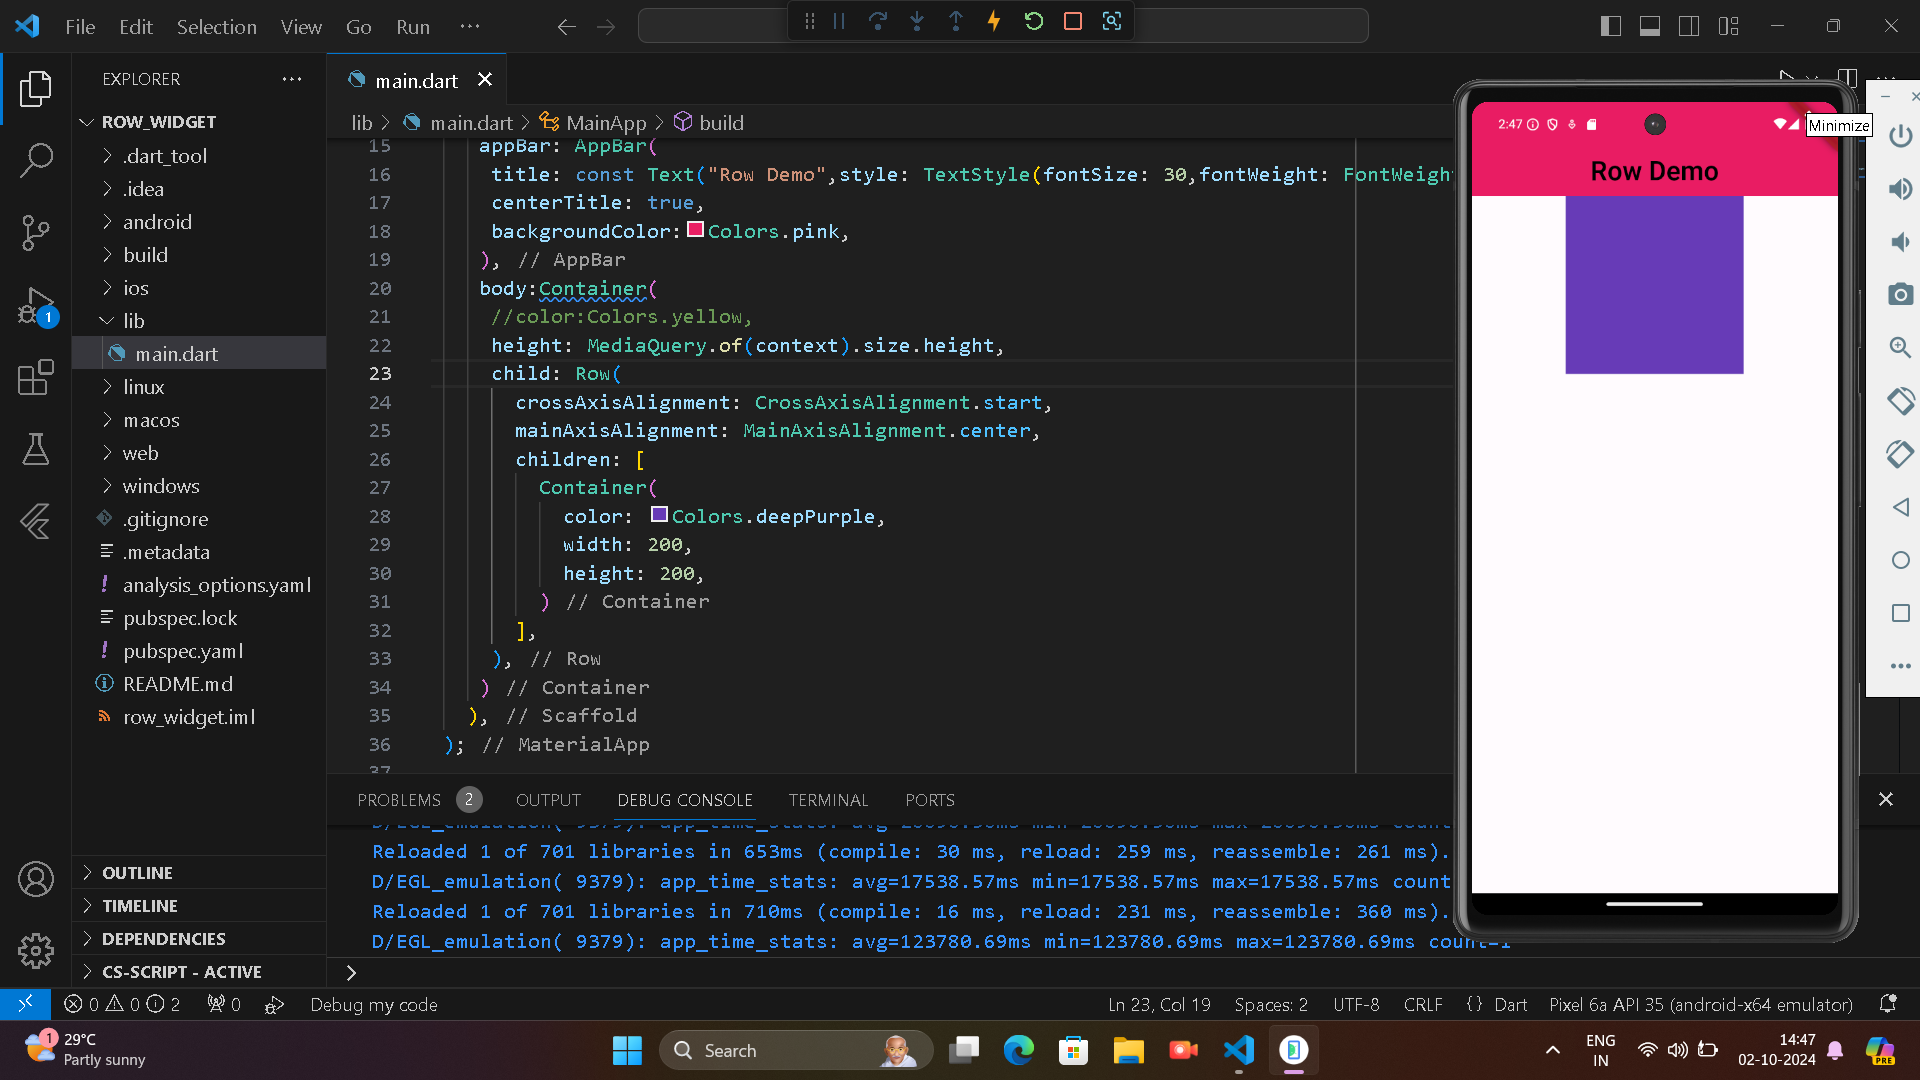 File Edit Selection View Go Run ···
EXPLORER
ROW_WIDGET
.dart_tool
.idea
android
build
ios
lib
main.dart
linux
macos
web
windows
.gitignore
.metadata
analysis_options.yaml
pubspec.lock
pubspec.yaml
README.md
row_widget.iml
OUTLINE
TIMELINE
DEPENDENCIES
CS-SCRIPT - ACTIVE
1
main.dart
lib > main.dart > MainApp > build
15 appBar: AppBar(
16 title: const Text("Row Demo",style: TextStyle(fontSize: 30,fontWeight: FontWeight
17 centerTitle: true,
18 backgroundColor: Colors.pink,
19 ), // AppBar
20 body:Container(
21 //color:Colors.yellow,
22 height: MediaQuery.of(context).size.height,
23 child: Row(
24 crossAxisAlignment: CrossAxisAlignment.start,
25 mainAxisAlignment: MainAxisAlignment.center,
26 children: [
27 Container(
28 color: Colors.deepPurple,
29 width: 200,
30 height: 200,
31 ) // Container
32 ],
33 ), // Row
34 ) // Container
35 ), // Scaffold
36 ); // MaterialApp
37
PROBLEMS 2 OUTPUT DEBUG CONSOLE TERMINAL PORTS
Reloaded 1 of 701 libraries in 653ms (compile: 30 ms, reload: 259 ms, reassemble: 261 ms).
D/EGL_emulation( 9379): app_time_stats: avg=17538.57ms min=17538.57ms max=17538.57ms count
Reloaded 1 of 701 libraries in 710ms (compile: 16 ms, reload: 231 ms, reassemble: 360 ms).
D/EGL_emulation( 9379): app_time_stats: avg=123780.69ms min=123780.69ms max=123780.69ms count=1
2:47
Minimize
Row Demo
0 0 2 0 Debug my code Ln 23, Col 19 Spaces: 2 UTF-8 CRLF {} Dart Pixel 6a API 35 (android-x64 emulator)
1
29°C
Partly sunny
Search
ENG
IN
14:47
02-10-2024
PRE